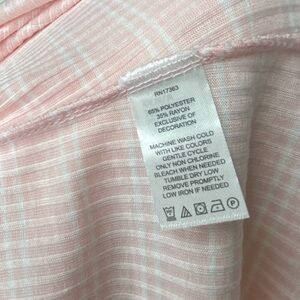 RN17363
65% POLYESTER
35% RAYON
EXCLUSIVE OF
DECORATION
MACHINE WASH COLD
WITH LIKE COLORS
GENTLE CYCLE
ONLY NON CHLORINE
BLEACH WHEN NEEDED
TUMBLE DRY LOW
REMOVE PROMPTLY
LOW IRON IF NEEDED